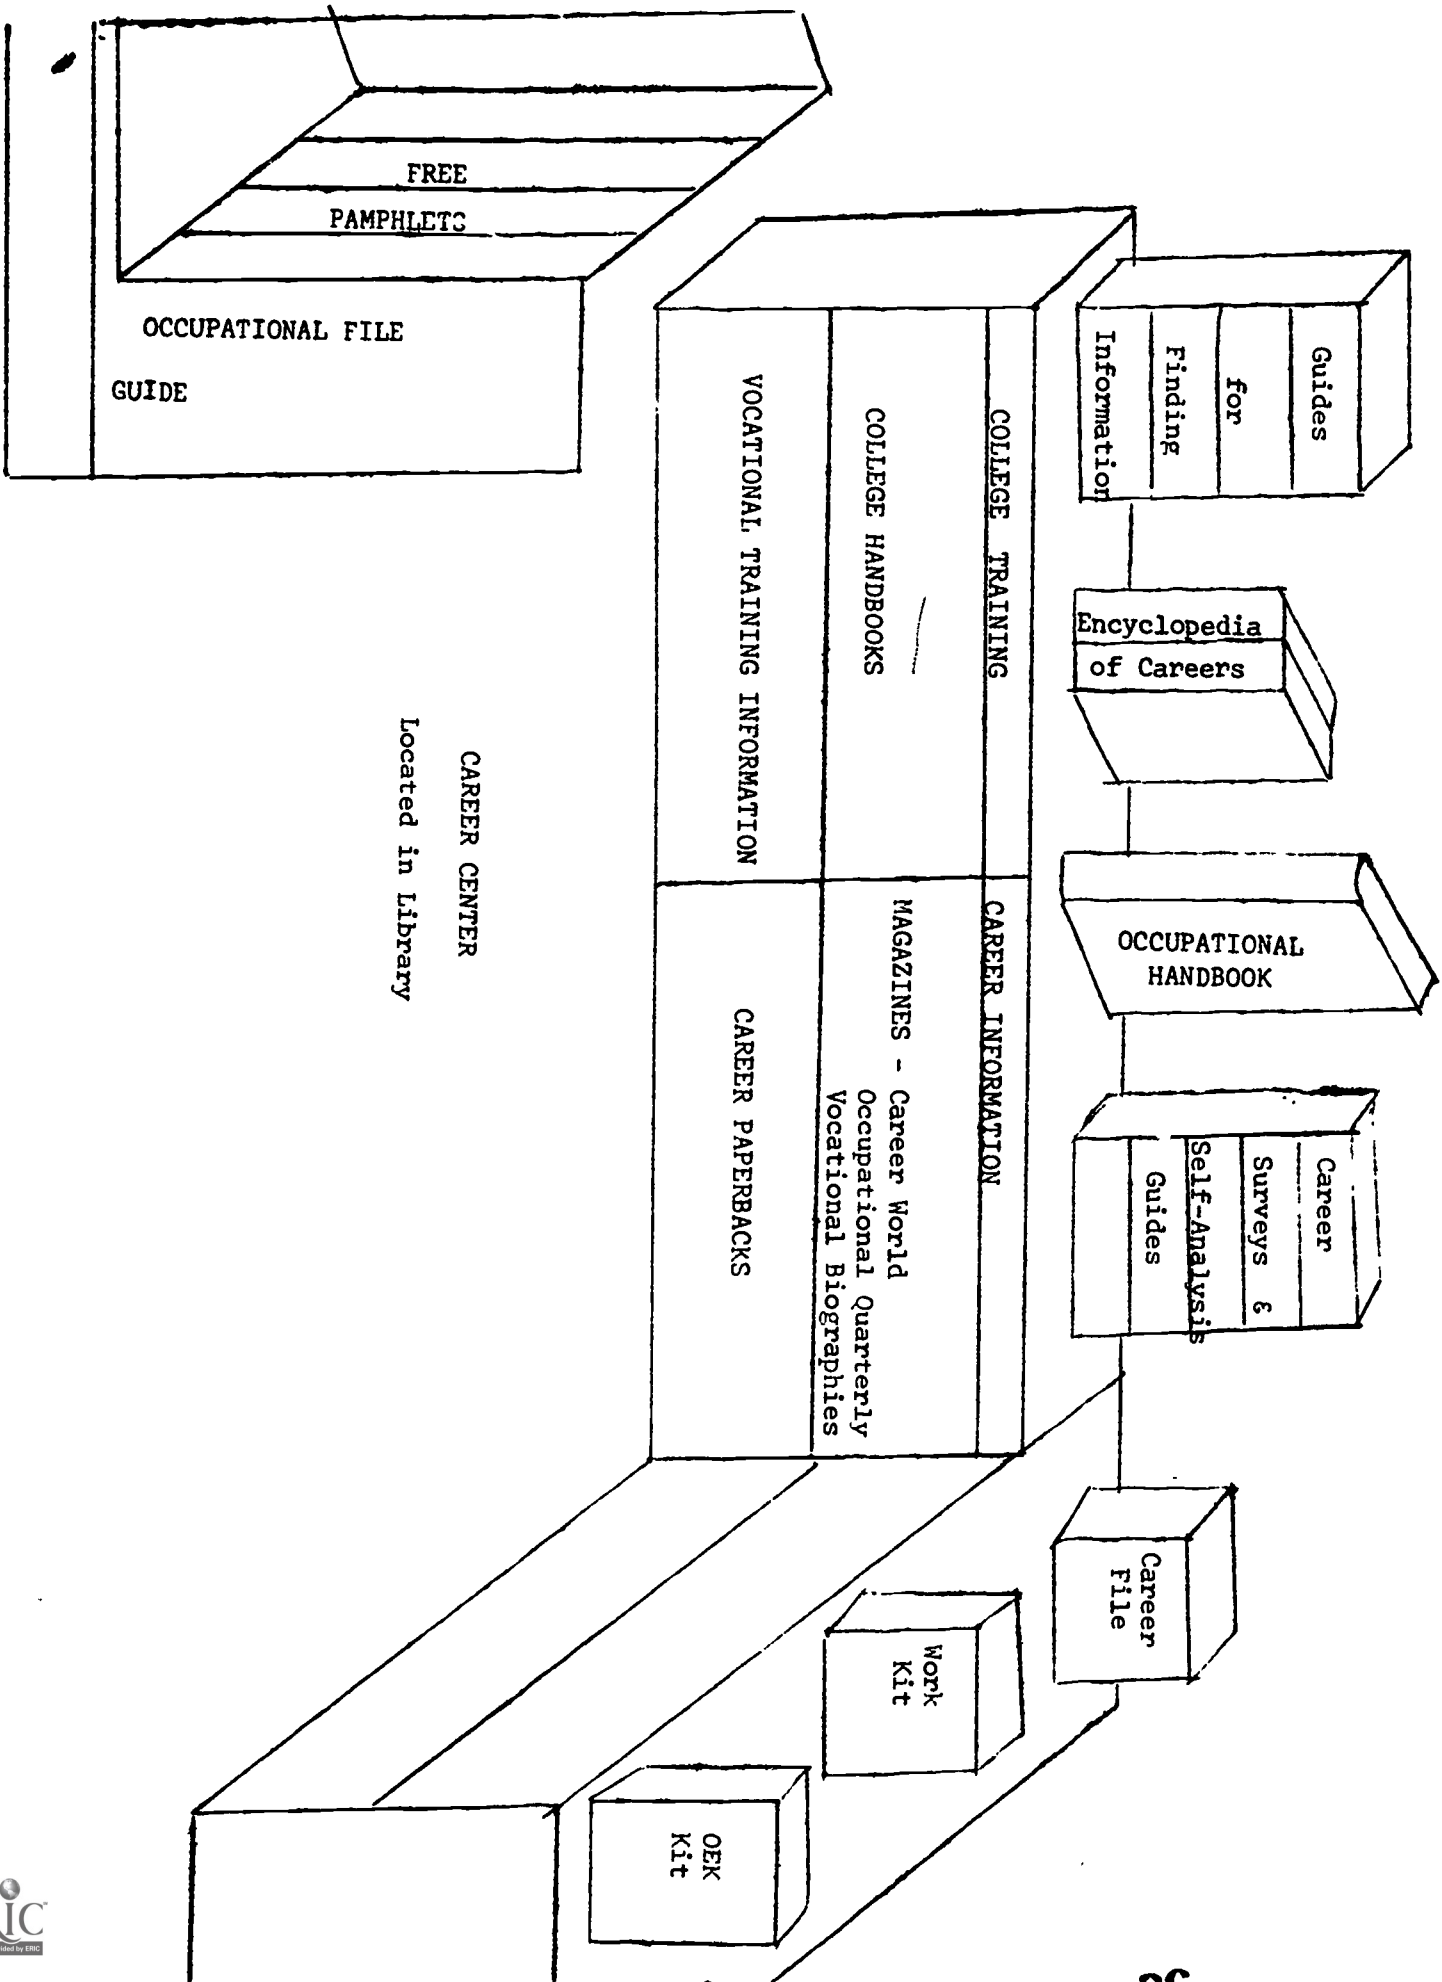 FREE
PAMPHLETS
OCCUPATIONAL FILE
GUIDE
Guides
for
Finding
Information
Encyclopedia
of Careers
OCCUPATIONAL
HANDBOOK
Career
Surveys &
Self-Analysis
Guides
COLLEGE TRAINING
COLLEGE HANDBOOKS
VOCATIONAL TRAINING INFORMATION
CAREER INFORMATION
MAGAZINES - Career World
Occupational Quarterly
Vocational Biographies
CAREER PAPERBACKS
Career
File
Work
Kit
OEK
Kit
CAREER CENTER
Located in Library